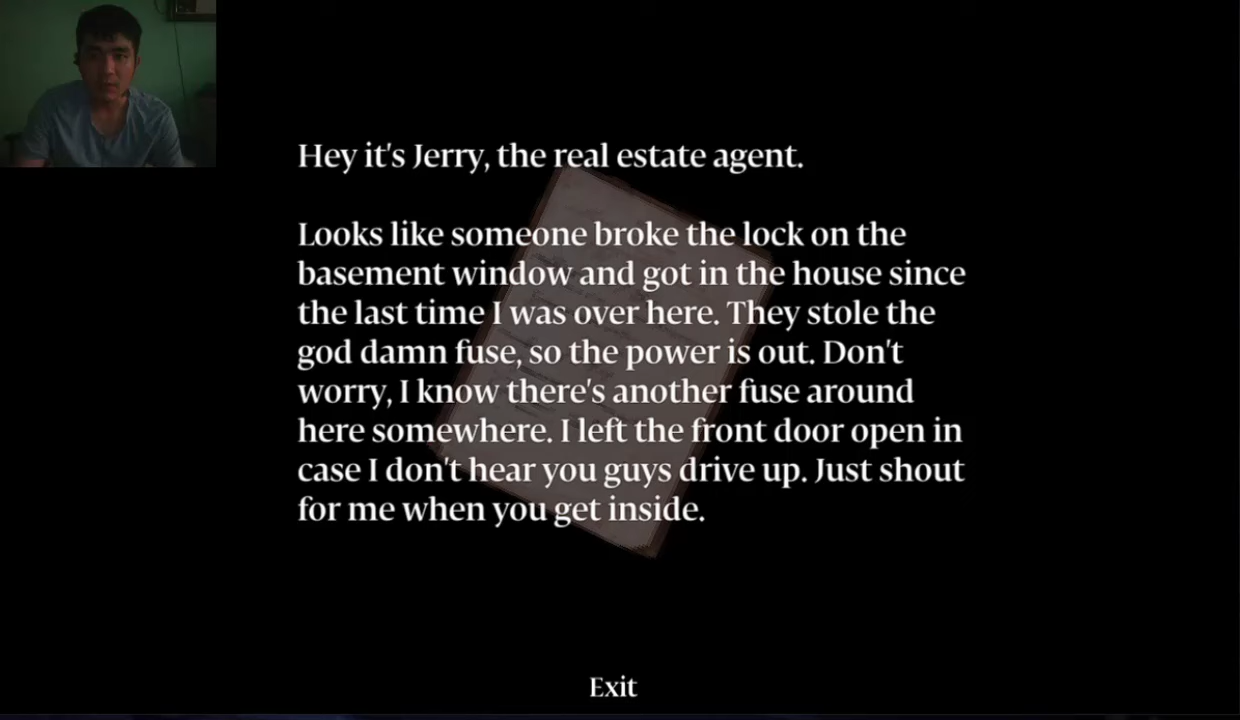 Hey it's Jerry, the real estate agent.
Looks like someone broke the lock on the
basement window and got in the house since
the last time I was over here. They stole the
god damn fuse, so the power is out. Don't
worry, I know there's another fuse around
here somewhere. I left the front door open in
case I don't hear you guys drive up. Just shout
for me when you get inside.
Exit